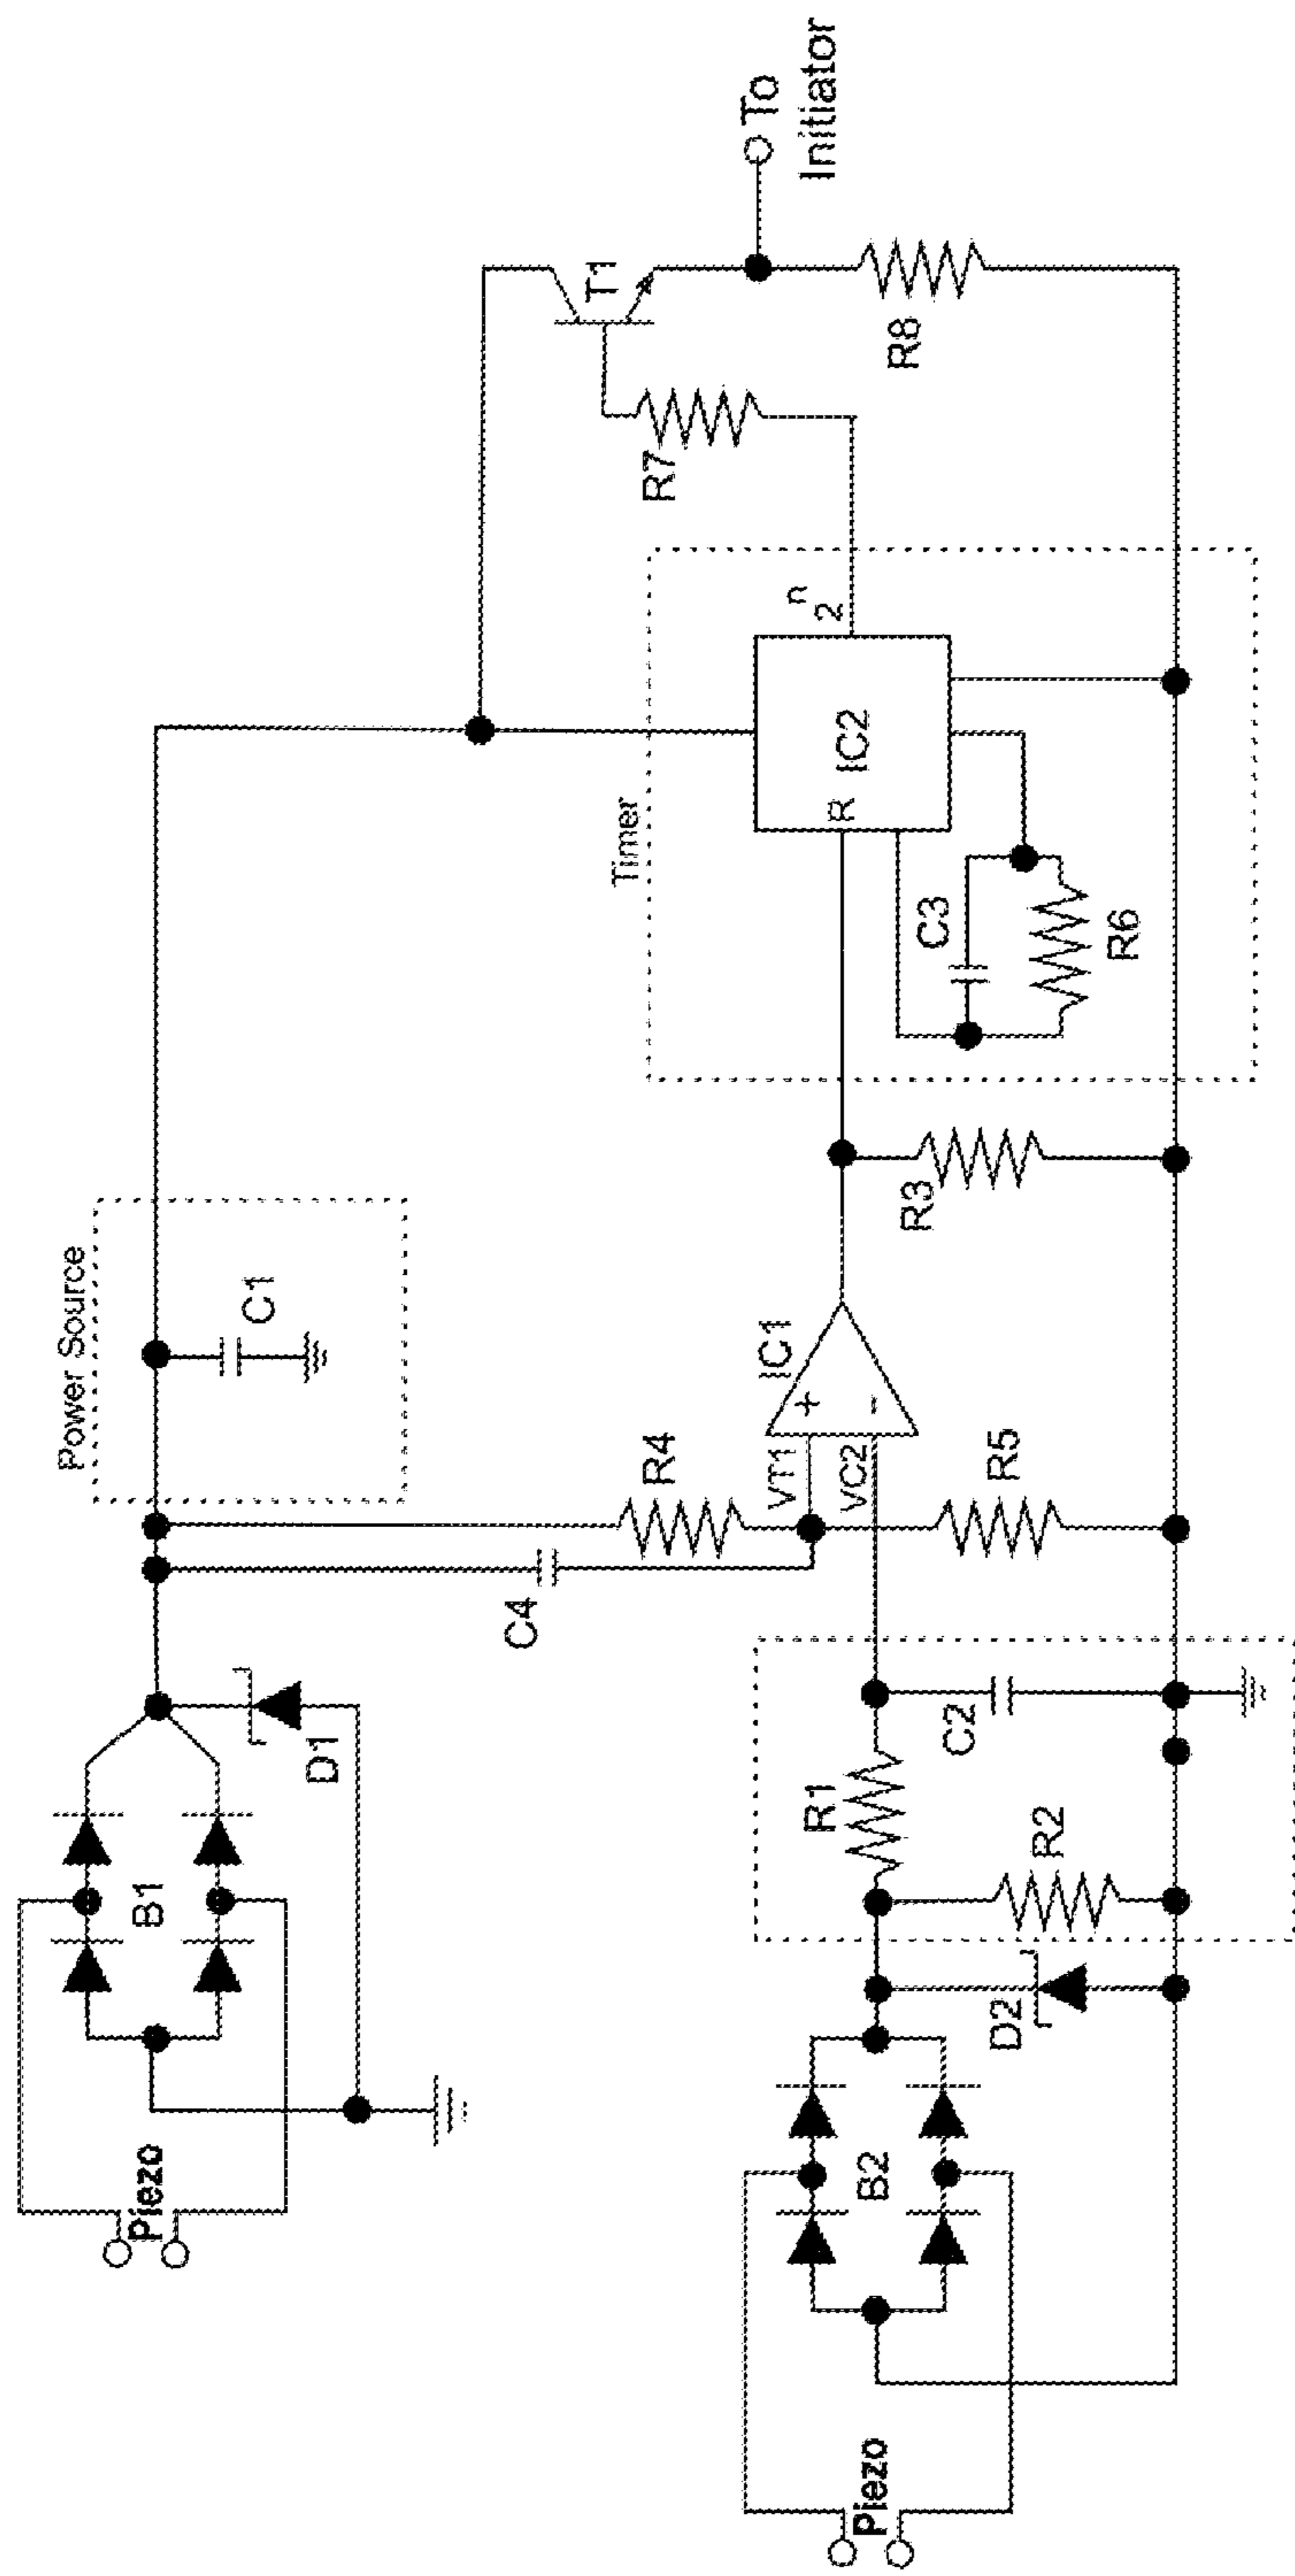 Piezo
B1
D1
Power Source
C1
C4
R4
VT1
VC2
+
-
IC1
R5
Piezo
B2
D2
R1
R2
C2
R3
Timer
R
IC2
2 n
C3
R6
R7
T1
R8
To
Initiator